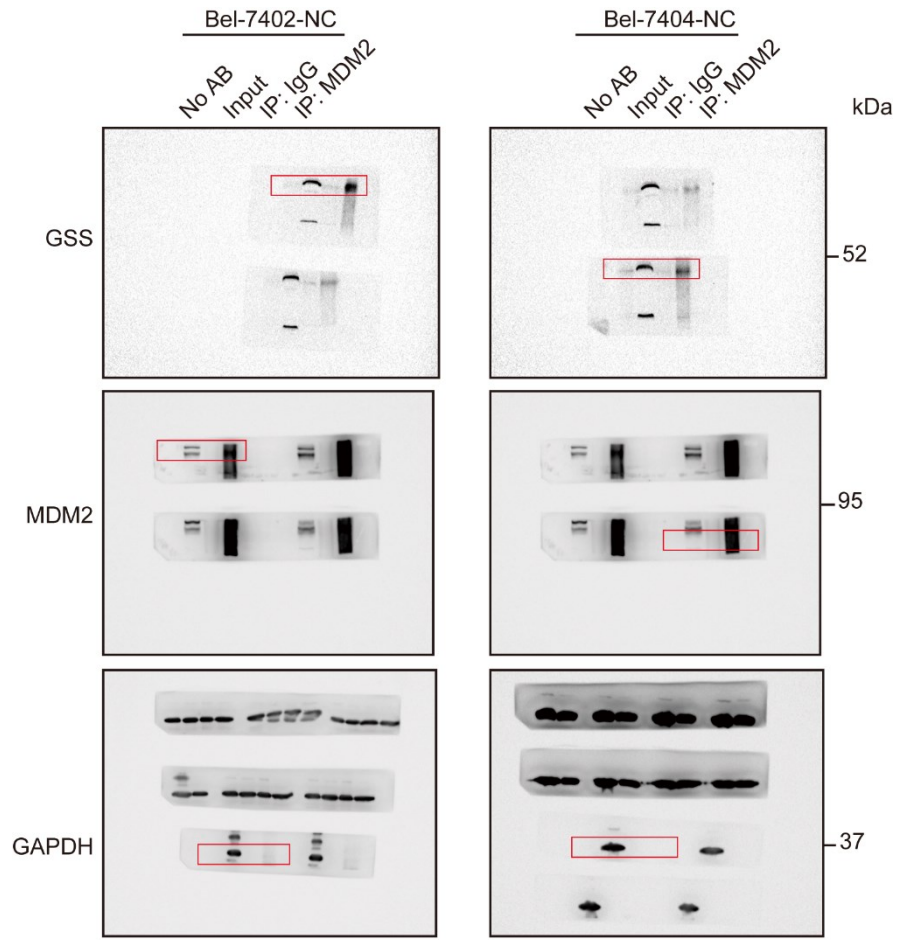 Bel-7402-NC Bel-7404-NC
No AB Input IP: IgG IP: MDM2 No AB Input IP: IgG IP: MDM2
kDa
GSS
52
MDM2
95
GAPDH
37